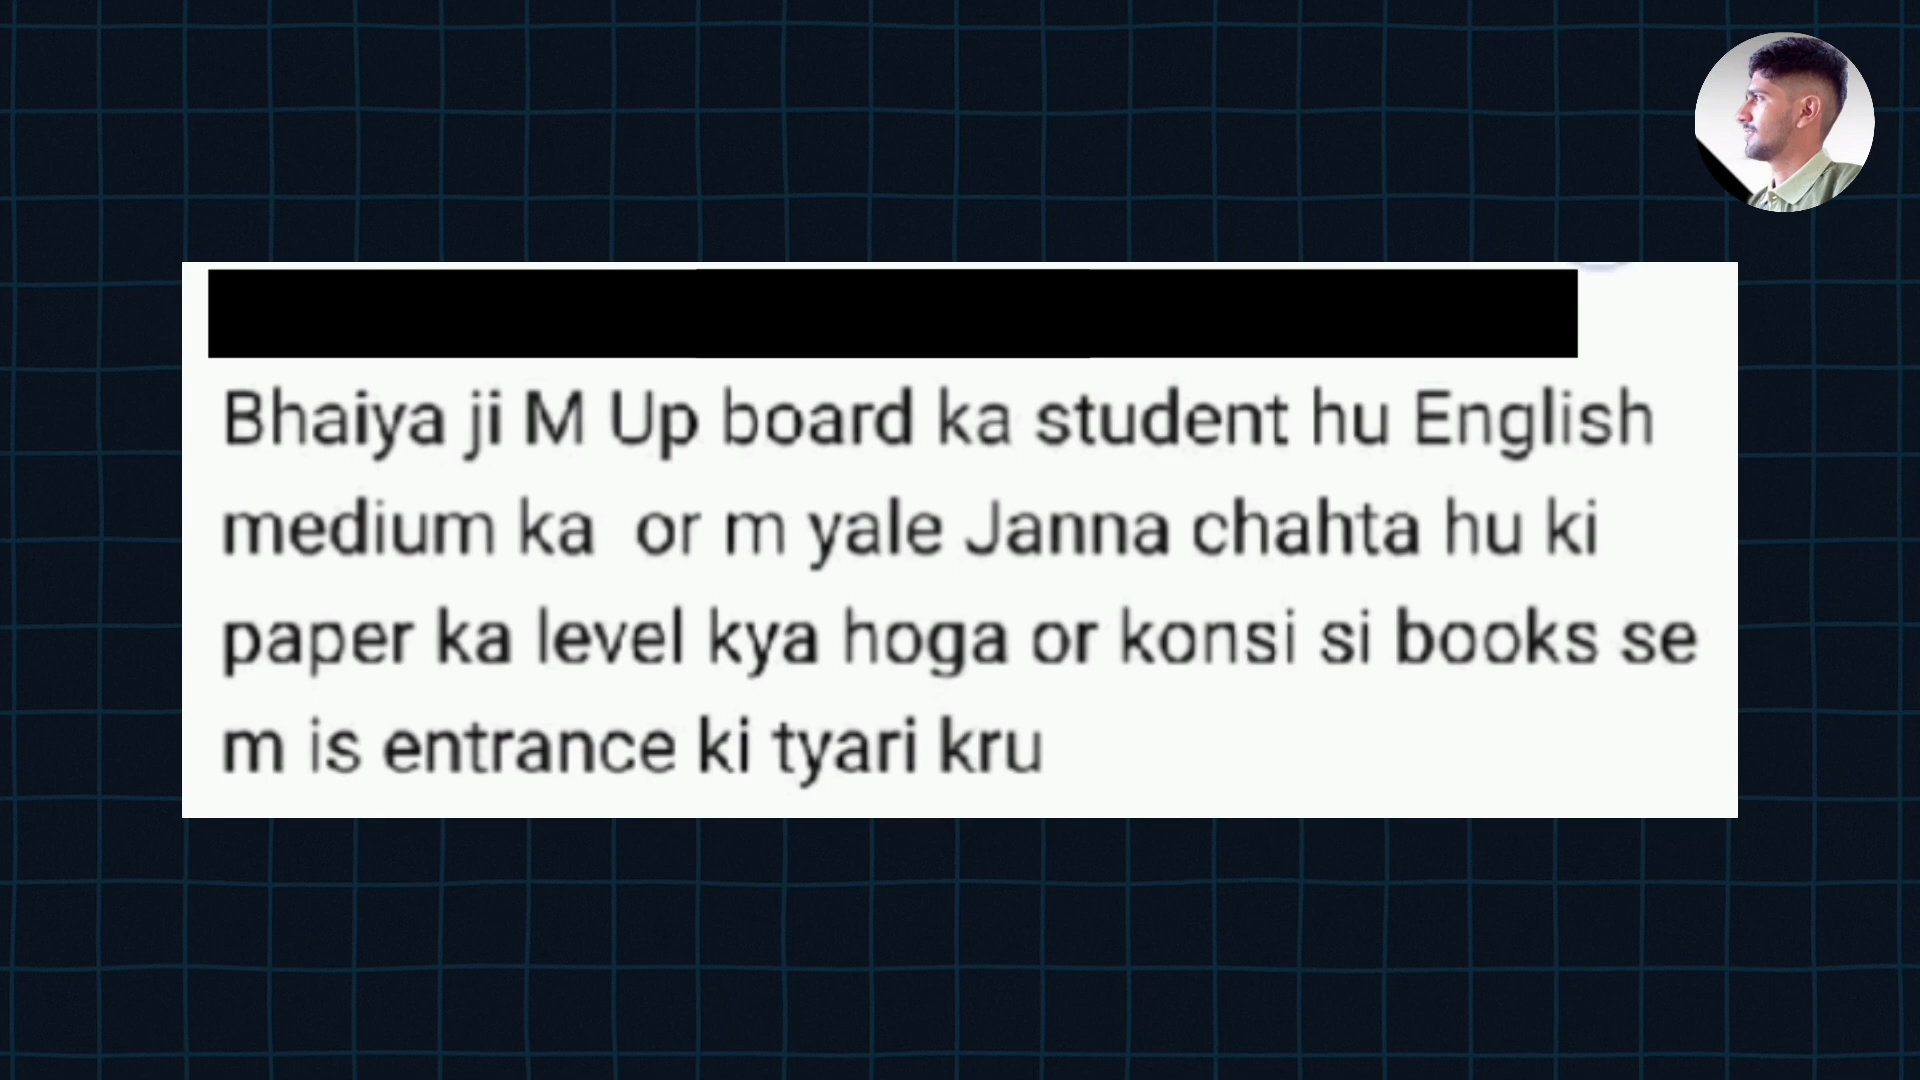 Bhaiya ji M Up board ka student hu English
medium ka or m yale Janna chahta hu ki
paper ka level kya hoga or konsi si books se
m is entrance ki tyari kru